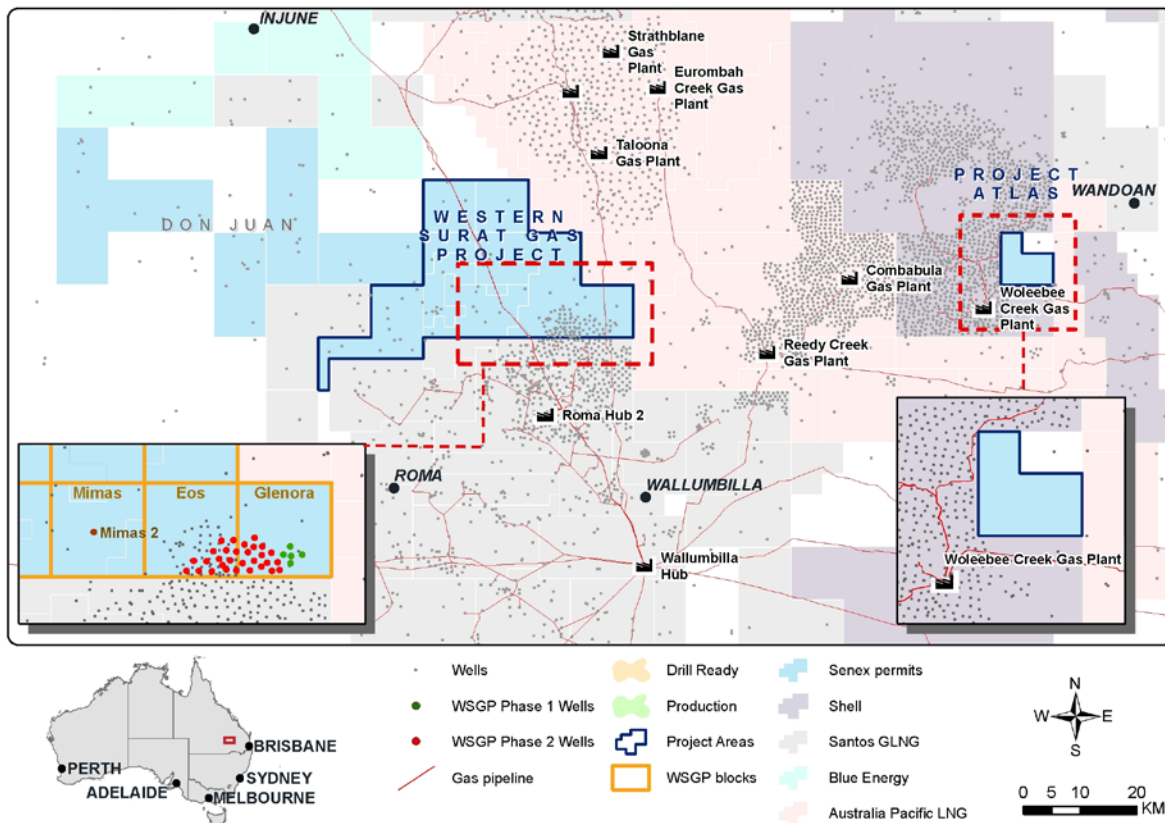 INJUNE
Strathblane
Gas
Plant
Eurombah
Creek Gas
Plant
Taloona
Gas Plant
PROJECT
ATLAS
WANDOAN
DON JUAN
WESTERN
SURAT GAS
PROJECT
Combabula
Gas Plant
Woleebee
Creek Gas
Plant
Reedy Creek
Gas Plant
Roma Hub 2
ROMA
WALLUMBILLA
Wallumbilla
Hub
Mimas
Eos
Glenora
Mimas 2
Woleebee Creek Gas Plant
PERTH
ADELAIDE
MELBOURNE
SYDNEY
BRISBANE
Wells
WSGP Phase 1 Wells
WSGP Phase 2 Wells
Gas pipeline
Drill Ready
Production
Project Areas
WSGP blocks
Senex permits
Shell
Santos GLNG
Blue Energy
Australia Pacific LNG
N
W
E
S
0
10
20
KM